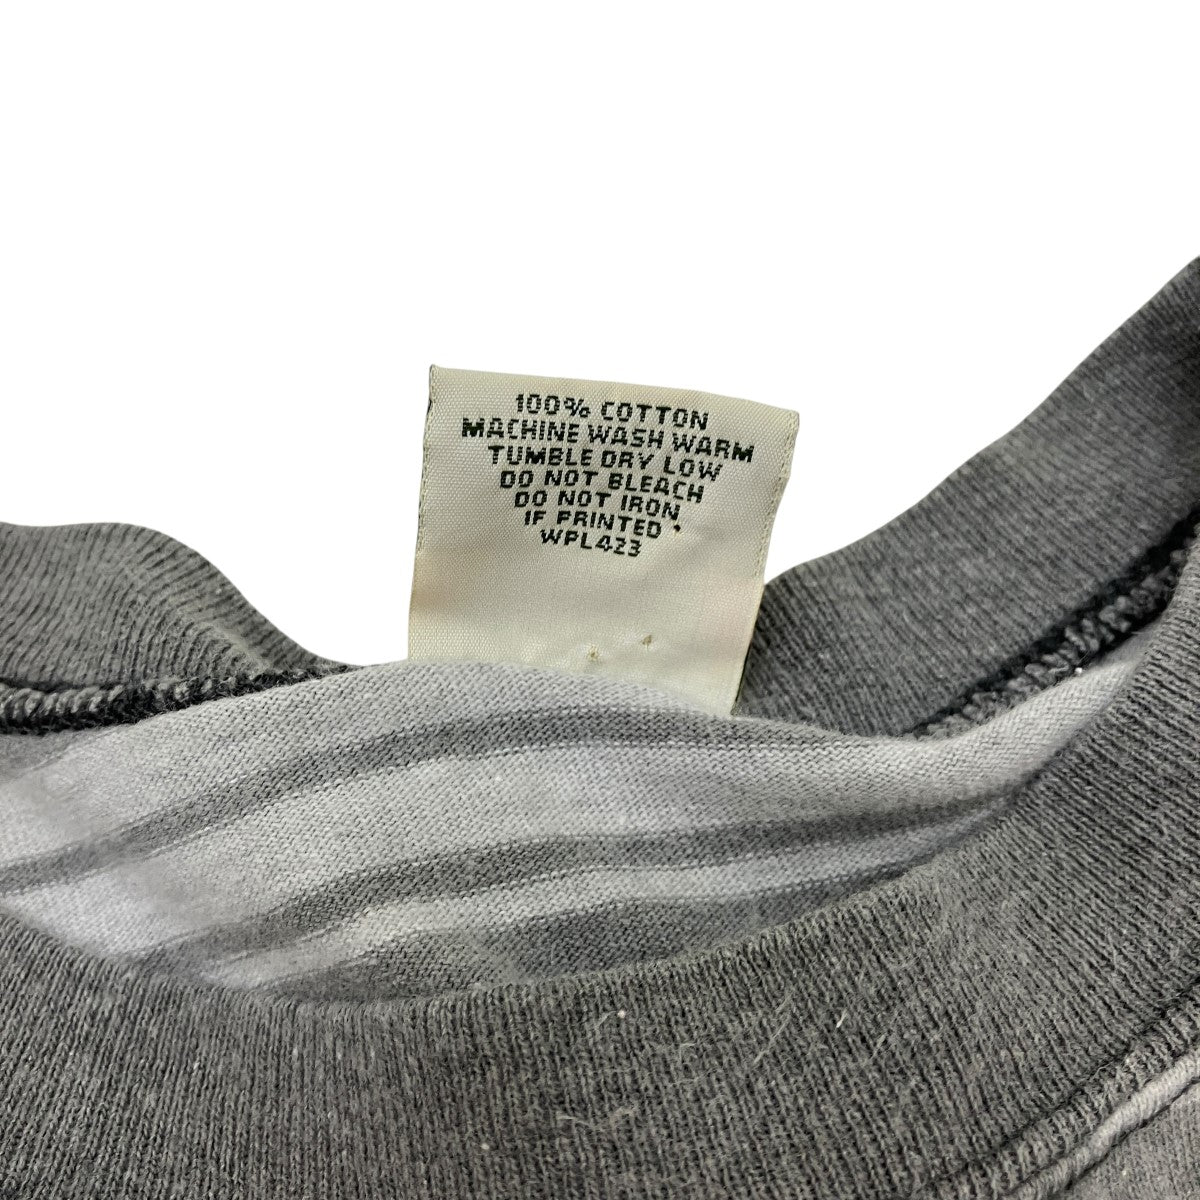 100% COTTON
MACHINE WASH WARM
TUMBLE DRY LOW
DO NOT BLEACH
DO NOT IRON
IF PRINTED
WPL423